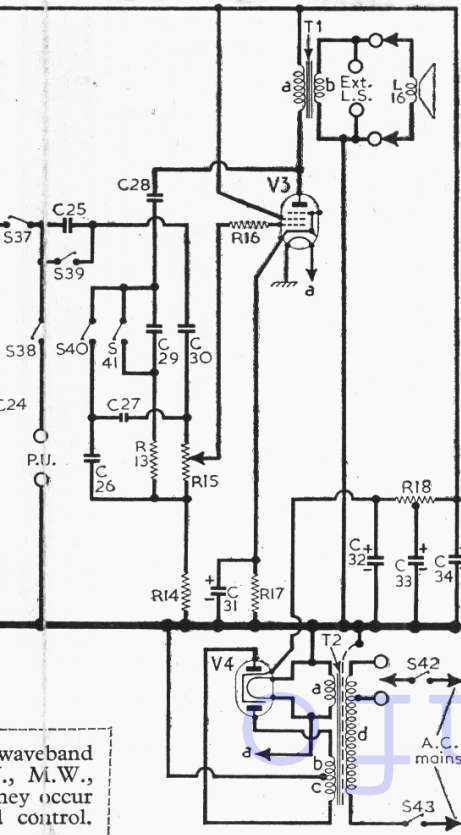 T1
a
b
Ext.
L.S.
L
16
C28
V3
C25
S37
R16
S39
a
S38
S40
S
41
C
29
C
30
C24
C27
P.U.
C
26
R
13
R15
R18
C
32
+
-
C
33
+
-
C
34
R14
+
-
C
31
R17
T2
V4
S42
a
d
a
b
c
A.C.
mains
S43
waveband
., M.W.,
ney occur
d control.